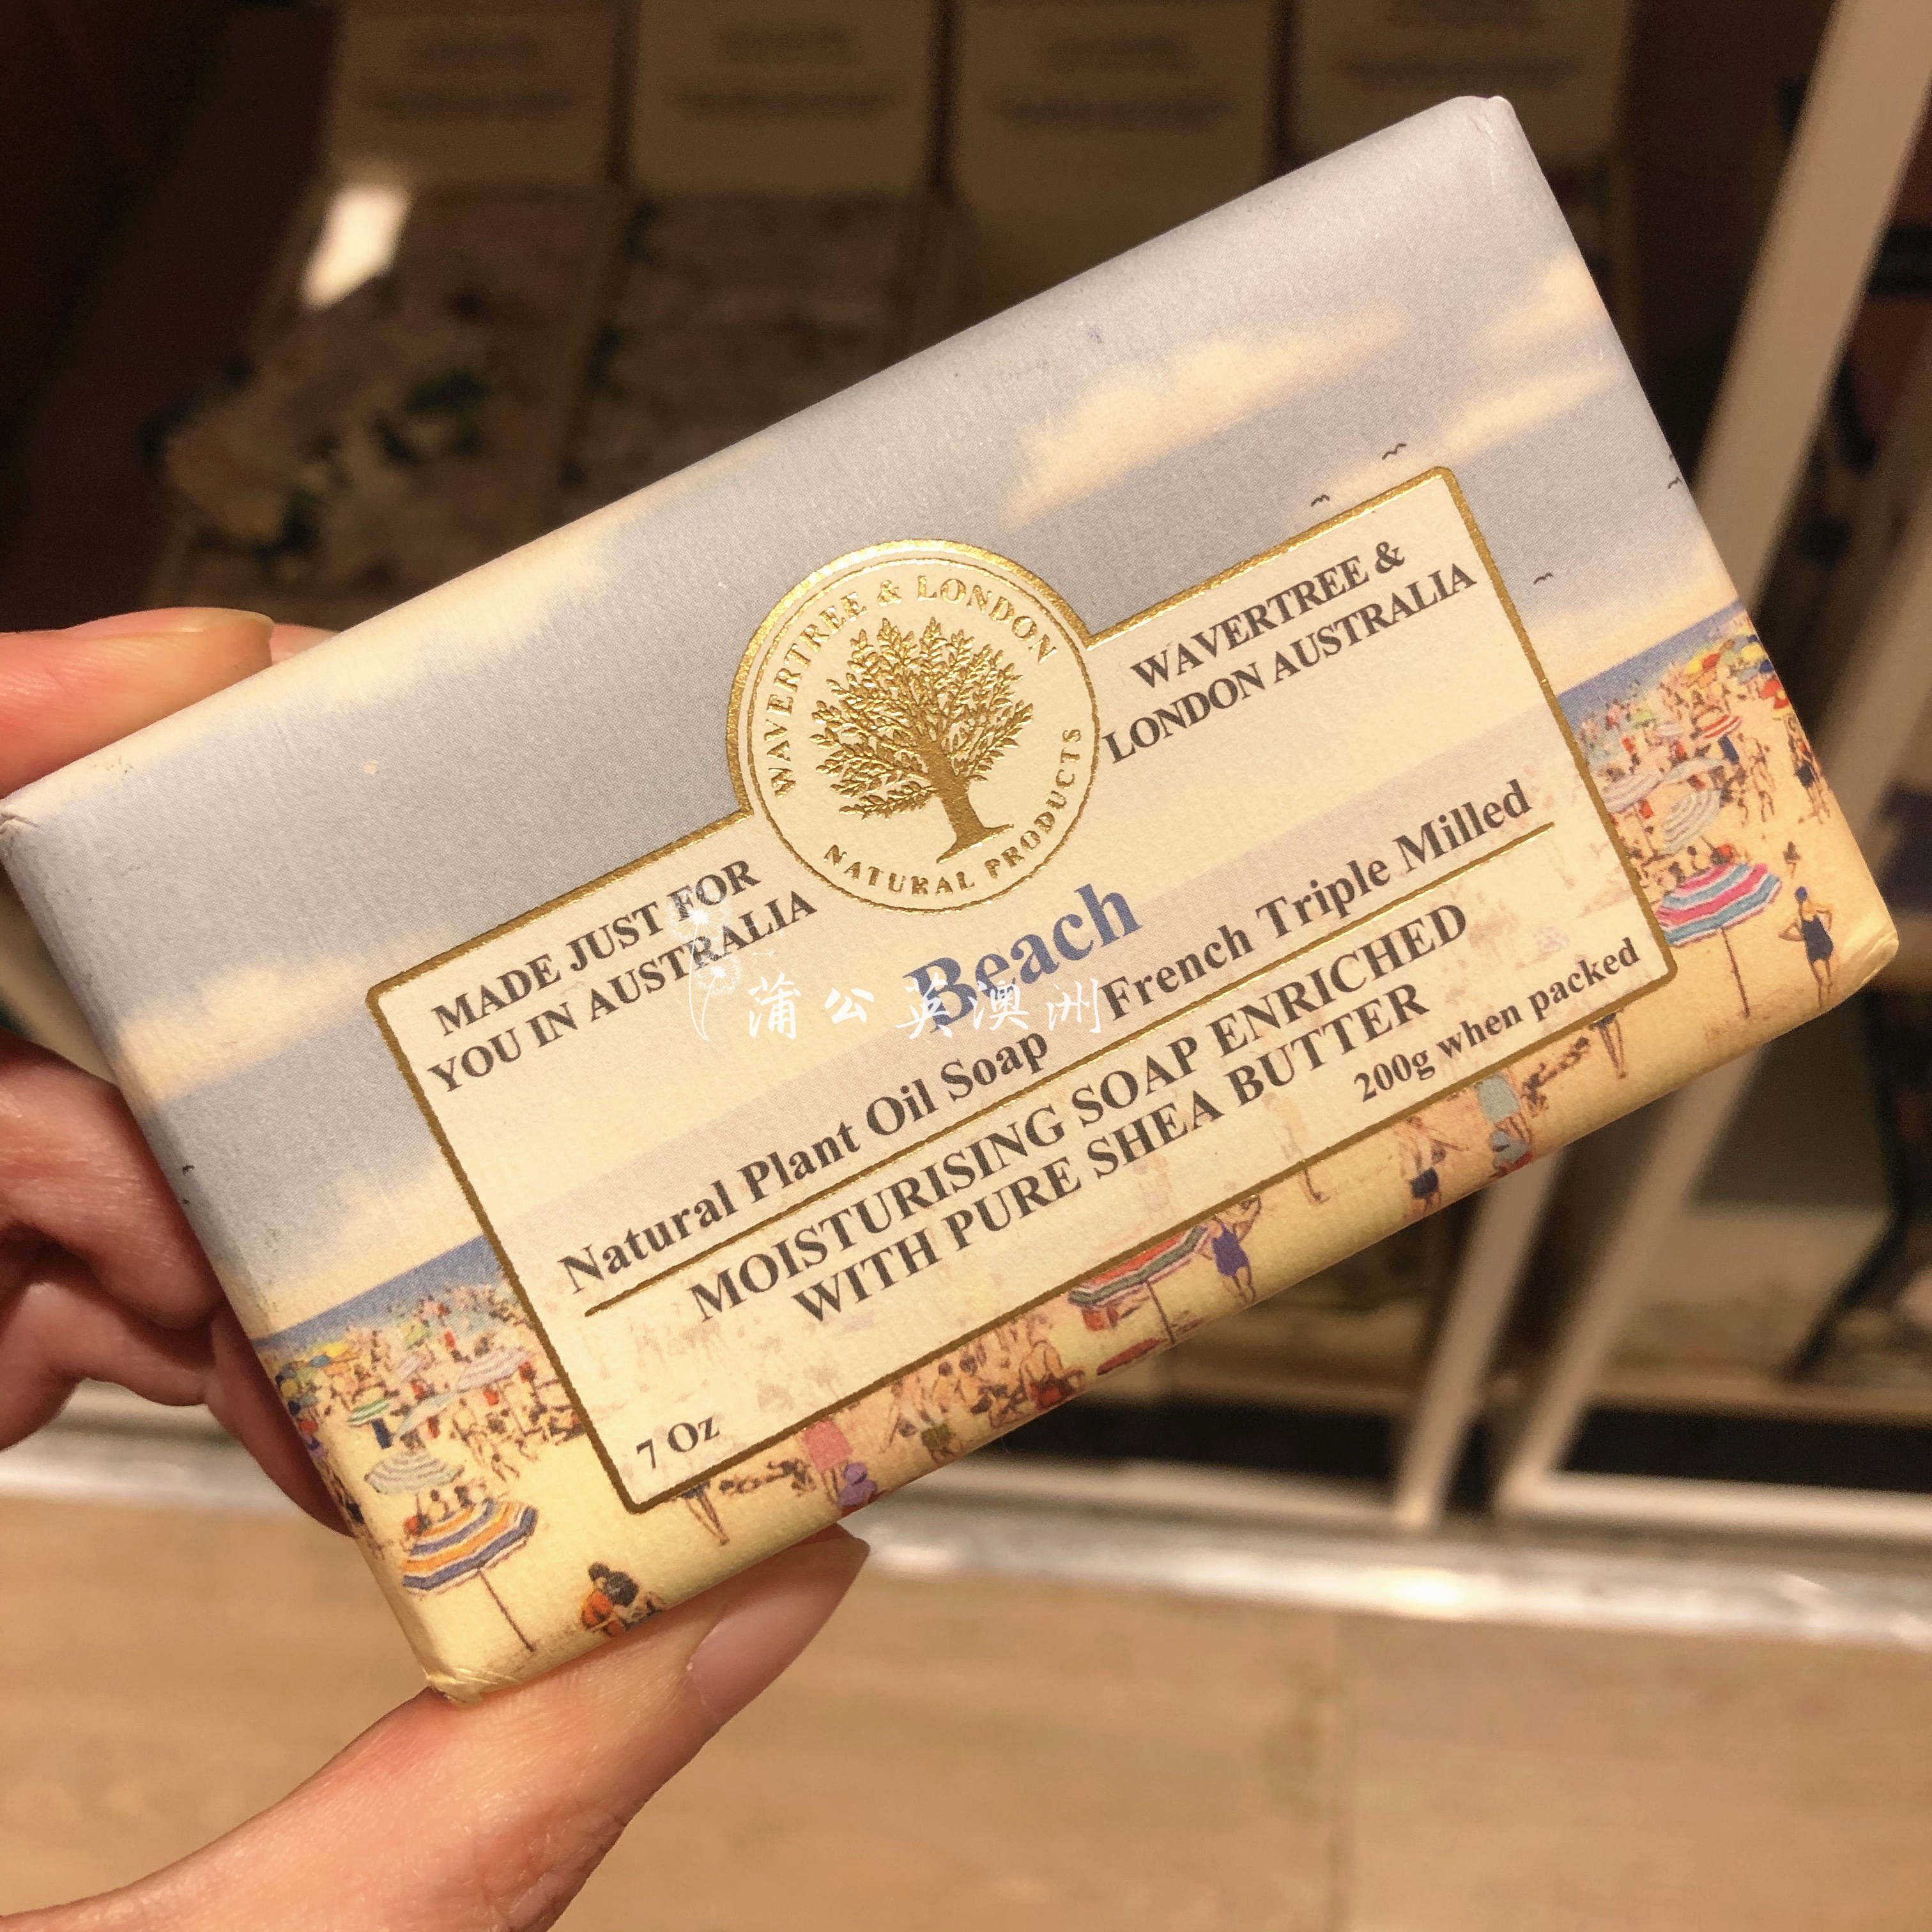 WAVERTREE & LONDON
NATURAL PRODUCTS
MADE JUST FOR
YOU IN AUSTRALIA
WAVERTREE &
LONDON AUSTRALIA
Beach
Natural Plant Oil Soap French Triple Milled
MOISTURISING SOAP ENRICHED
WITH PURE SHEA BUTTER
7 Oz
200g when packed
蒲公英澳洲